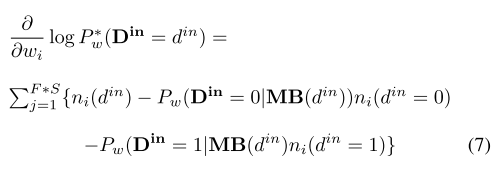 ∂/∂w_i log P*_w(D^in = d^in) =
∑_{j=1}^{F*S}{n_i(d^in) − P_w(D^in = 0|MB(d^in))n_i(d^in = 0)
−P_w(D^in = 1|MB(d^in)n_i(d^in = 1)} (7)